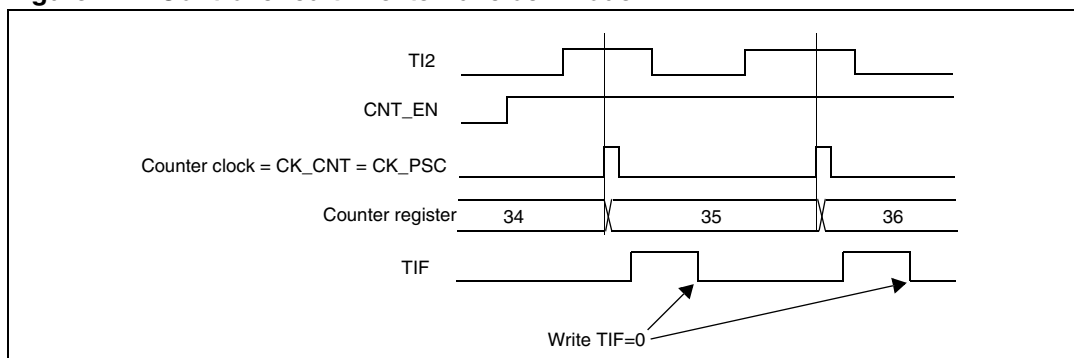 TI2
CNT_EN
Counter clock = CK_CNT = CK_PSC
Counter register 34 35 36
TIF
Write TIF=0